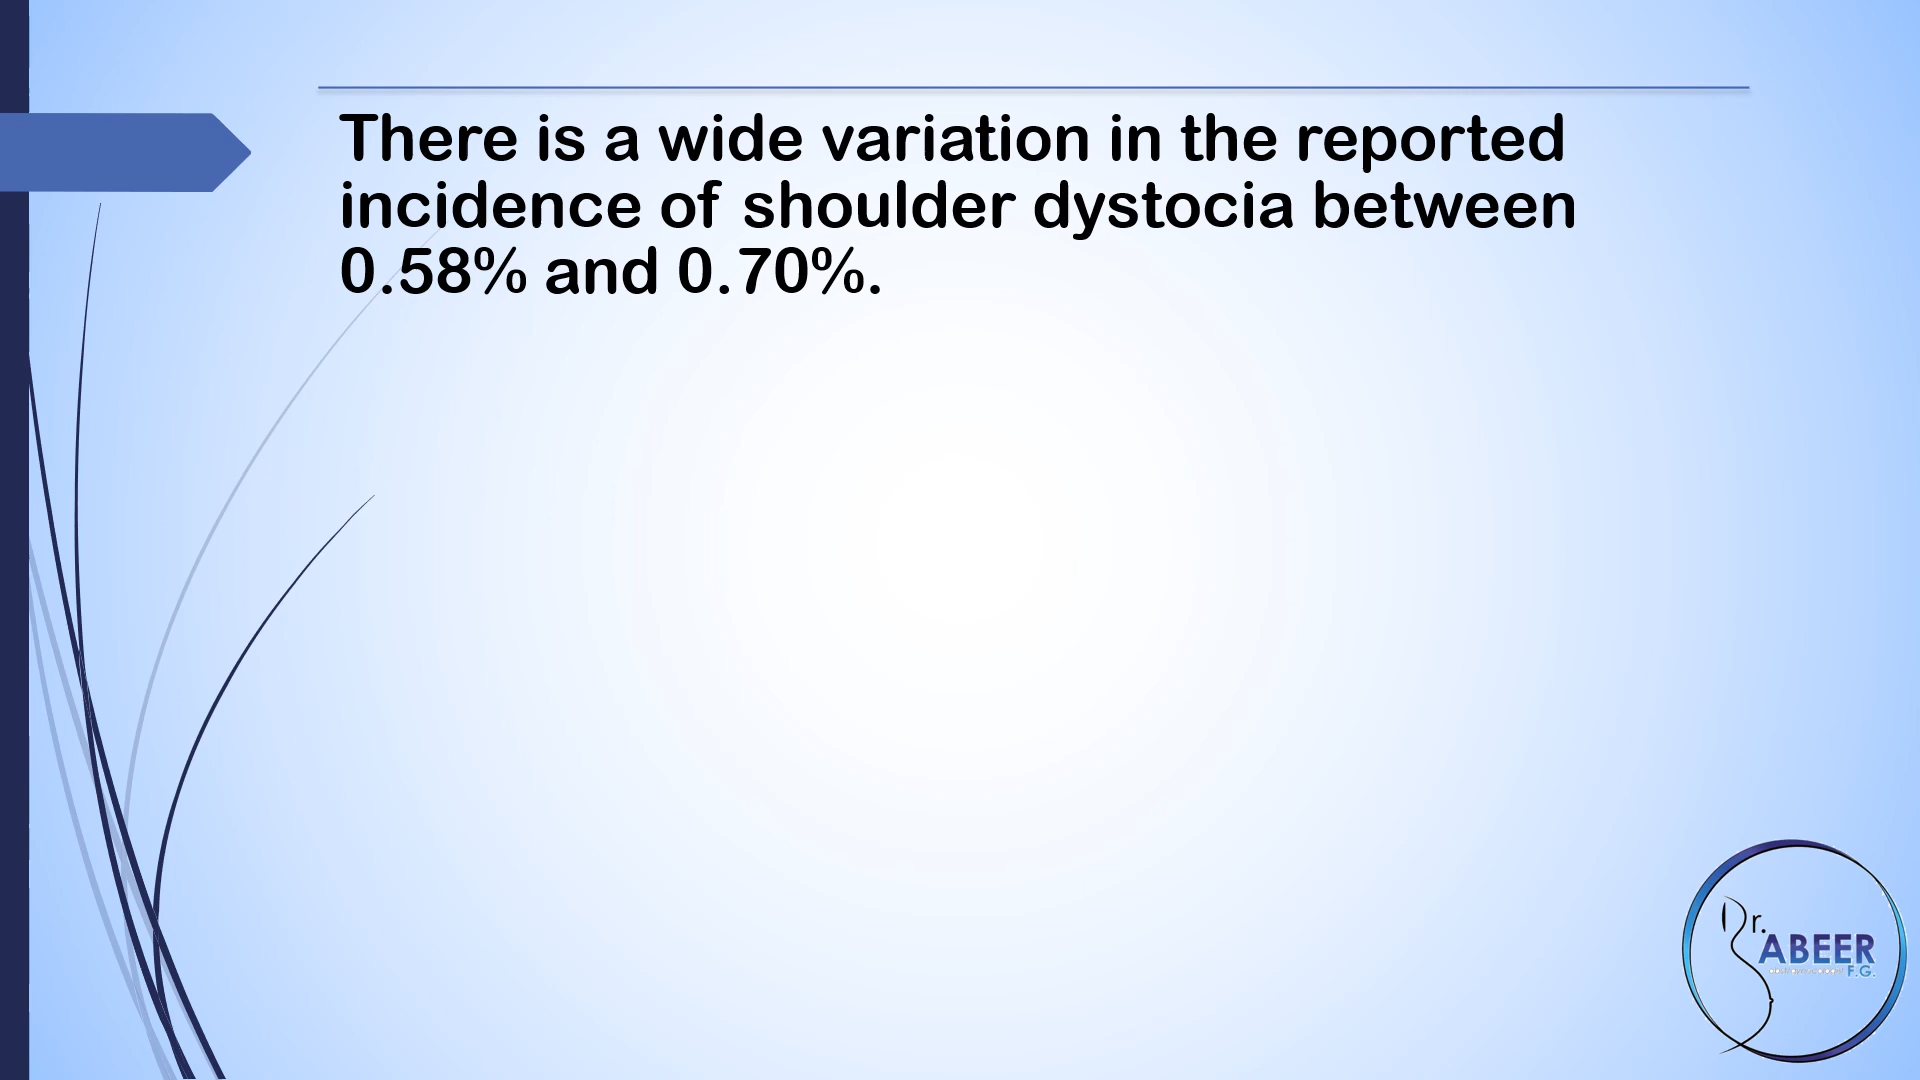 There is a wide variation in the reported
incidence of shoulder dystocia between
0.58% and 0.70%.
Dr.
ABEER
F.G.